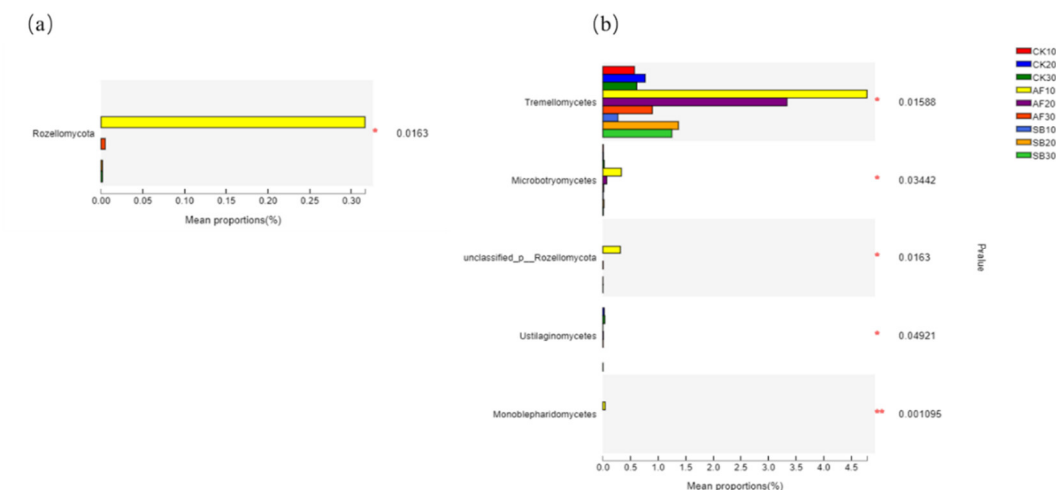 (a)
Rozellomycota
*
0.0163
0.00 0.05 0.10 0.15 0.20 0.25 0.30
Mean proportions(%)
(b)
Tremellomycetes
*
0.01588
Microbotryomycetes
*
0.03442
unclassified_p__Rozellomycota
*
0.0163
Ustilaginomycetes
*
0.04921
Monoblepharidomycetes
**
0.001095
0.0 0.5 1.0 1.5 2.0 2.5 3.0 3.5 4.0 4.5
Mean proportions(%)
Pvalue
CK10
CK20
CK30
AF10
AF20
AF30
SB10
SB20
SB30